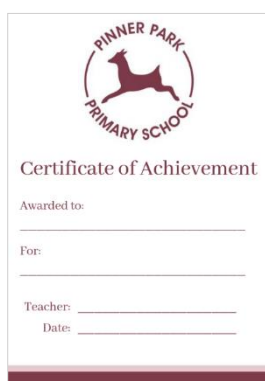 PINNER PARK
PRIMARY SCHOOL
Certificate of Achievement
Awarded to:
For:
Teacher:
Date: